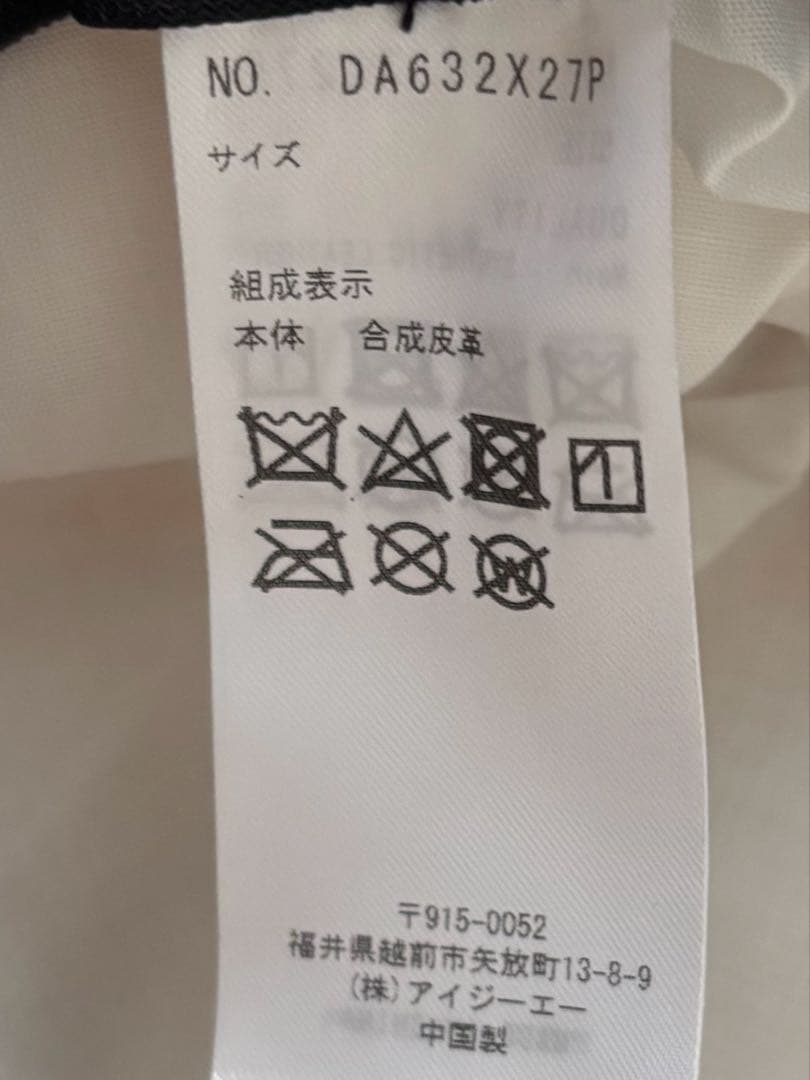 NO. DA632X27P
サイズ
組成表示
本体 合成皮革
〒915-0052
福井県越前市矢放町13-8-9
(株)アイジーエー
中国製